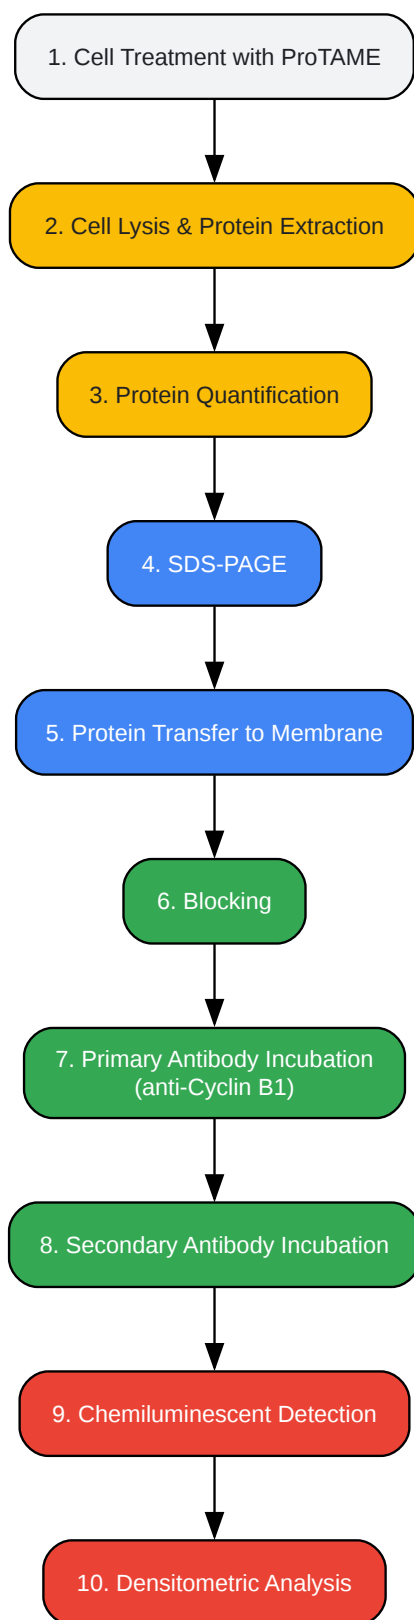 1. Cell Treatment with ProTAME
2. Cell Lysis & Protein Extraction
3. Protein Quantification
4. SDS-PAGE
5. Protein Transfer to Membrane
6. Blocking
7. Primary Antibody Incubation
(anti-Cyclin B1)
8. Secondary Antibody Incubation
9. Chemiluminescent Detection
10. Densitometric Analysis